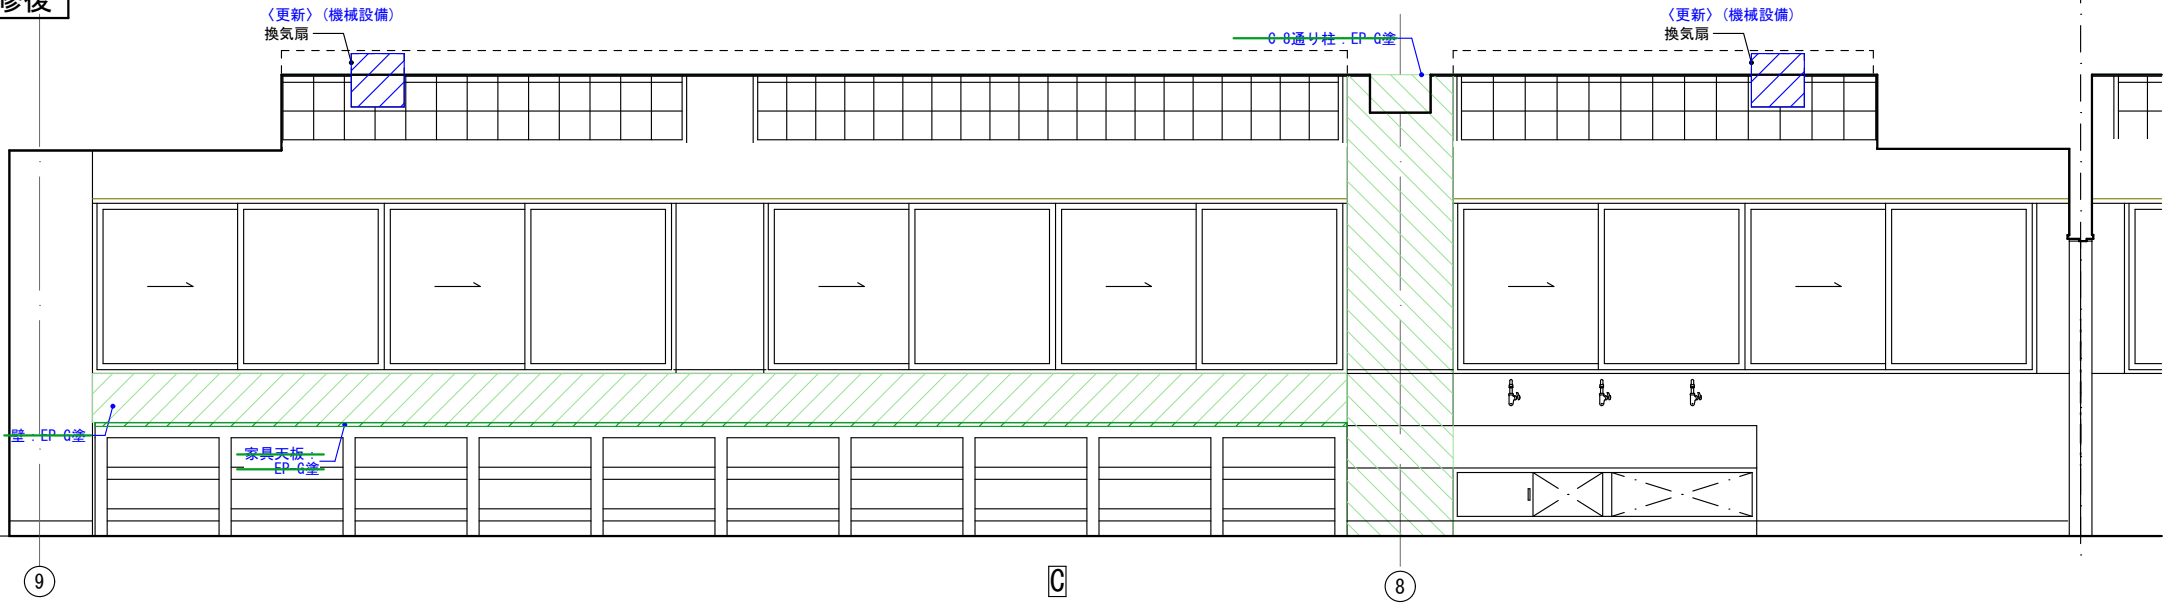 修後
〈更新〉(機械設備)
換気扇
C-8通り柱：EP-G塗
〈更新〉(機械設備)
換気扇
壁：EP-G塗
家具天板：
EP-G塗
9
C
8